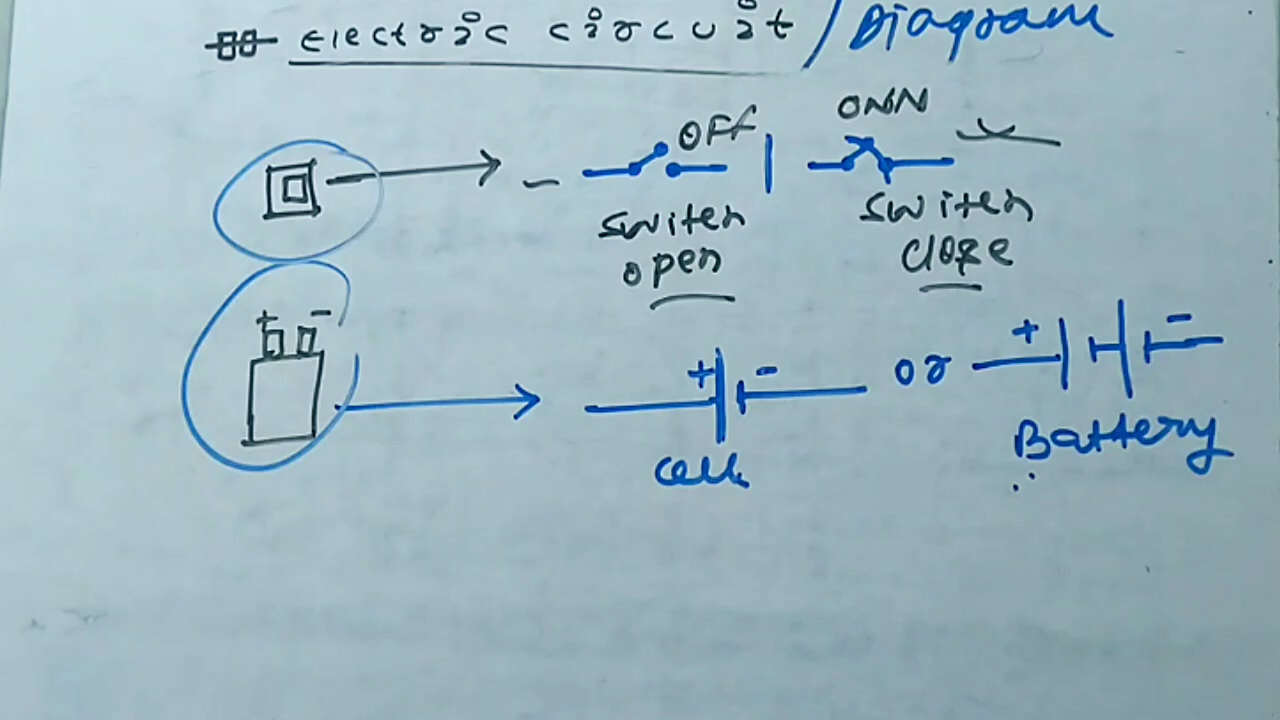 Electric circuit / Diagram
OFF
ONN
Switch open
Switch close
+ -
+ -
or
+ -
Cell
Battery